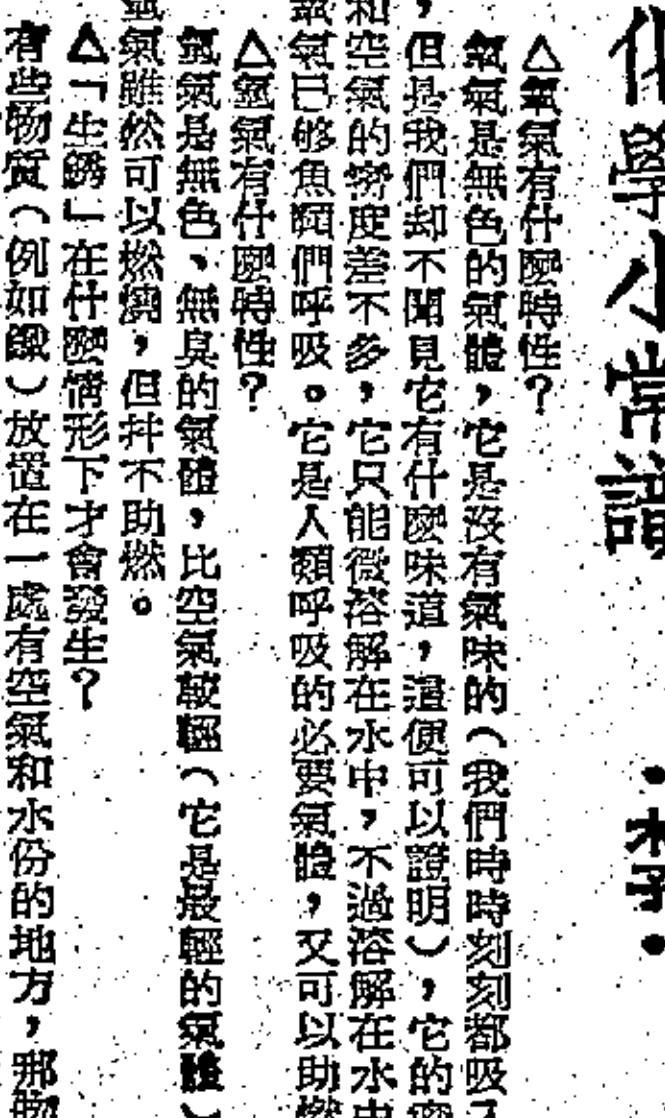 化學小常識
•木子•
△氧氣有什麼特性？
氧氣是無色的氣體，它是沒有氣味的（我們時時刻刻都吸
，但是我們却不聞見它有什麼味道，這便可以證明），它的密
和空氣的密度差不多，它只能微溶解在水中，不過溶解在水中
氧氣已够魚類們呼吸。它是人類呼吸的必要氣體，又可以助燃
△氫氣有什麼特性？
氫氣是無色、無臭的氣體，比空氣較輕（它是最輕的氣體）
氫氣雖然可以燃燒，但并不助燃。
△「生銹」在什麼情形下才會發生？
有些物質（例如鐵）放置在一處有空氣和水份的地方，那